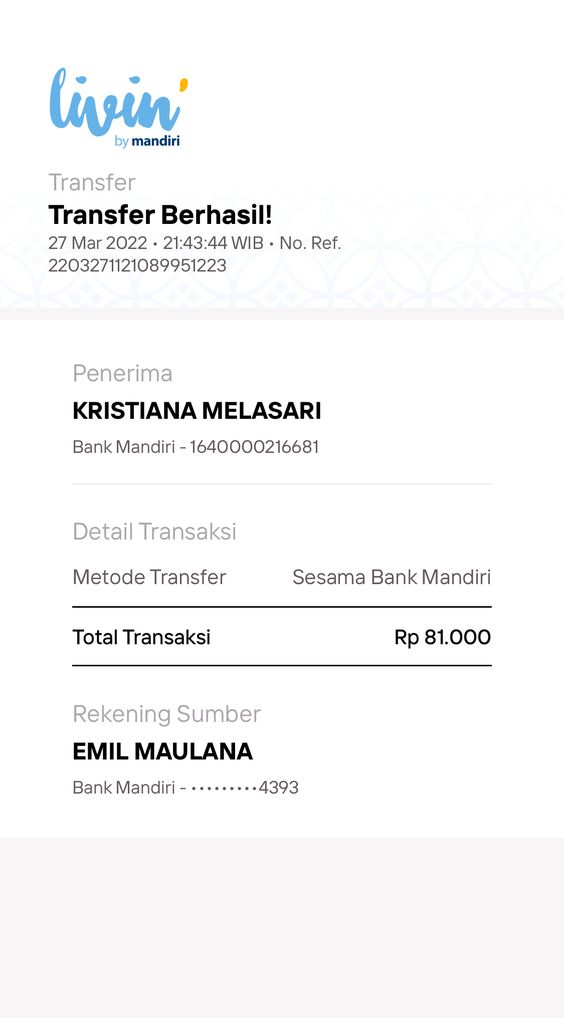 livin'
by mandiri
Transfer
Transfer Berhasil!
27 Mar 2022 • 21:43:44 WIB • No. Ref.
2203271121089951223
Penerima
KRISTIANA MELASARI
Bank Mandiri - 1640000216681
Detail Transaksi
Metode Transfer Sesama Bank Mandiri
Total Transaksi Rp 81.000
Rekening Sumber
EMIL MAULANA
Bank Mandiri - •••••••••4393